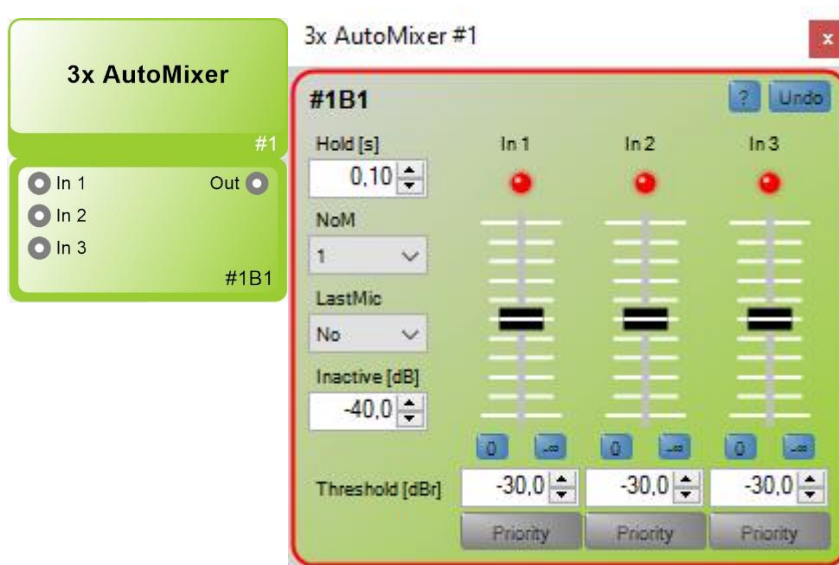 3x AutoMixer
#1
In 1 Out
In 2
In 3
#1B1
3x AutoMixer #1
x
#1B1
? Undo
Hold [s] In 1 In 2 In 3
0,10
NoM
1
LastMic
No
Inactive [dB]
-40,0
0 -∞ 0 -∞ 0 -∞
Threshold [dBr] -30,0 -30,0 -30,0
Priority Priority Priority